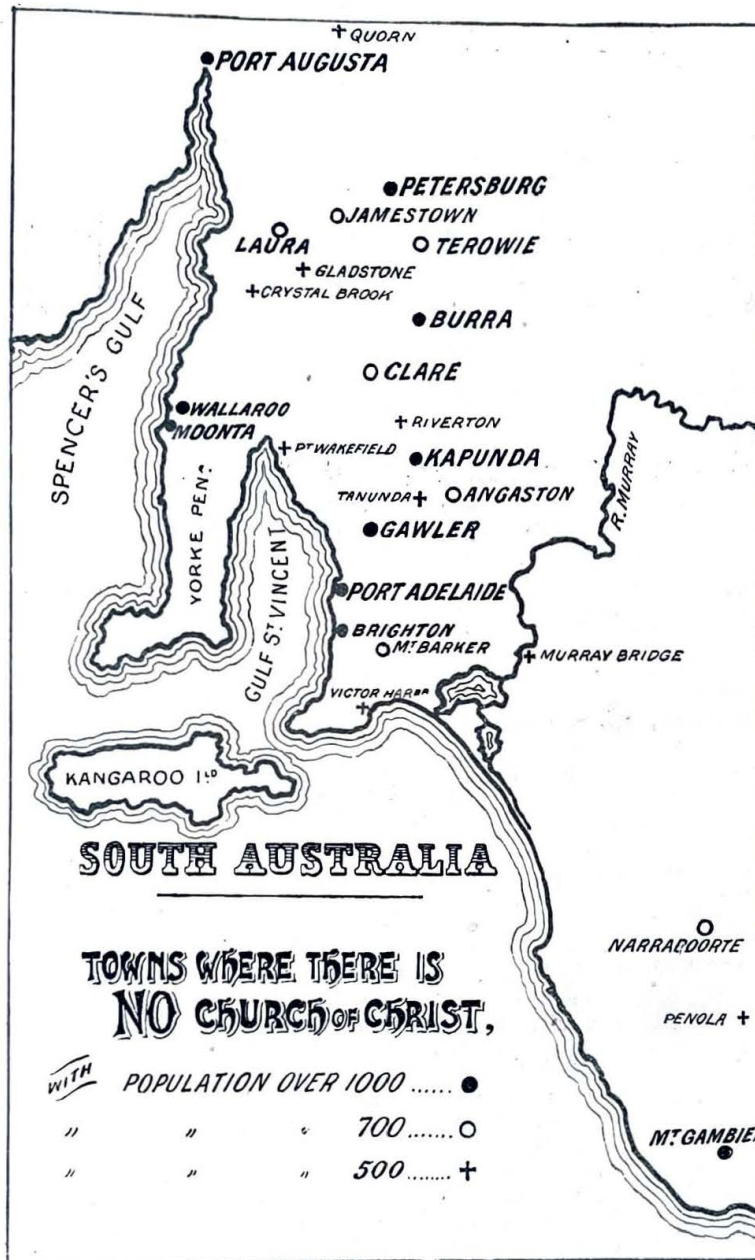 QUORN
PORT AUGUSTA
PETERSBURG
JAMESTOWN
LAURA
TEROWIE
GLADSTONE
CRYSTAL BROOK
SPENCER'S GULF
BURRA
CLARE
WALLAROO
MOONTA
RIVERTON
PT WAKEFIELD
KAPUNDA
R. MURRAY
TANUNDA
ANGASTON
YORKE PENA
GAWLER
GULF ST VINCENT
PORT ADELAIDE
BRIGHTON
MT BARKER
MURRAY BRIDGE
VICTOR HARBR
KANGAROO ILD
SOUTH AUSTRALIA
NARRACOORTE
TOWNS WHERE THERE IS
NO CHURCH OF CHRIST,
PENOLA
WITH POPULATION OVER 1000 ...... ●
" " " 700 ....... O
" " " 500 ........ +
MT GAMBIE